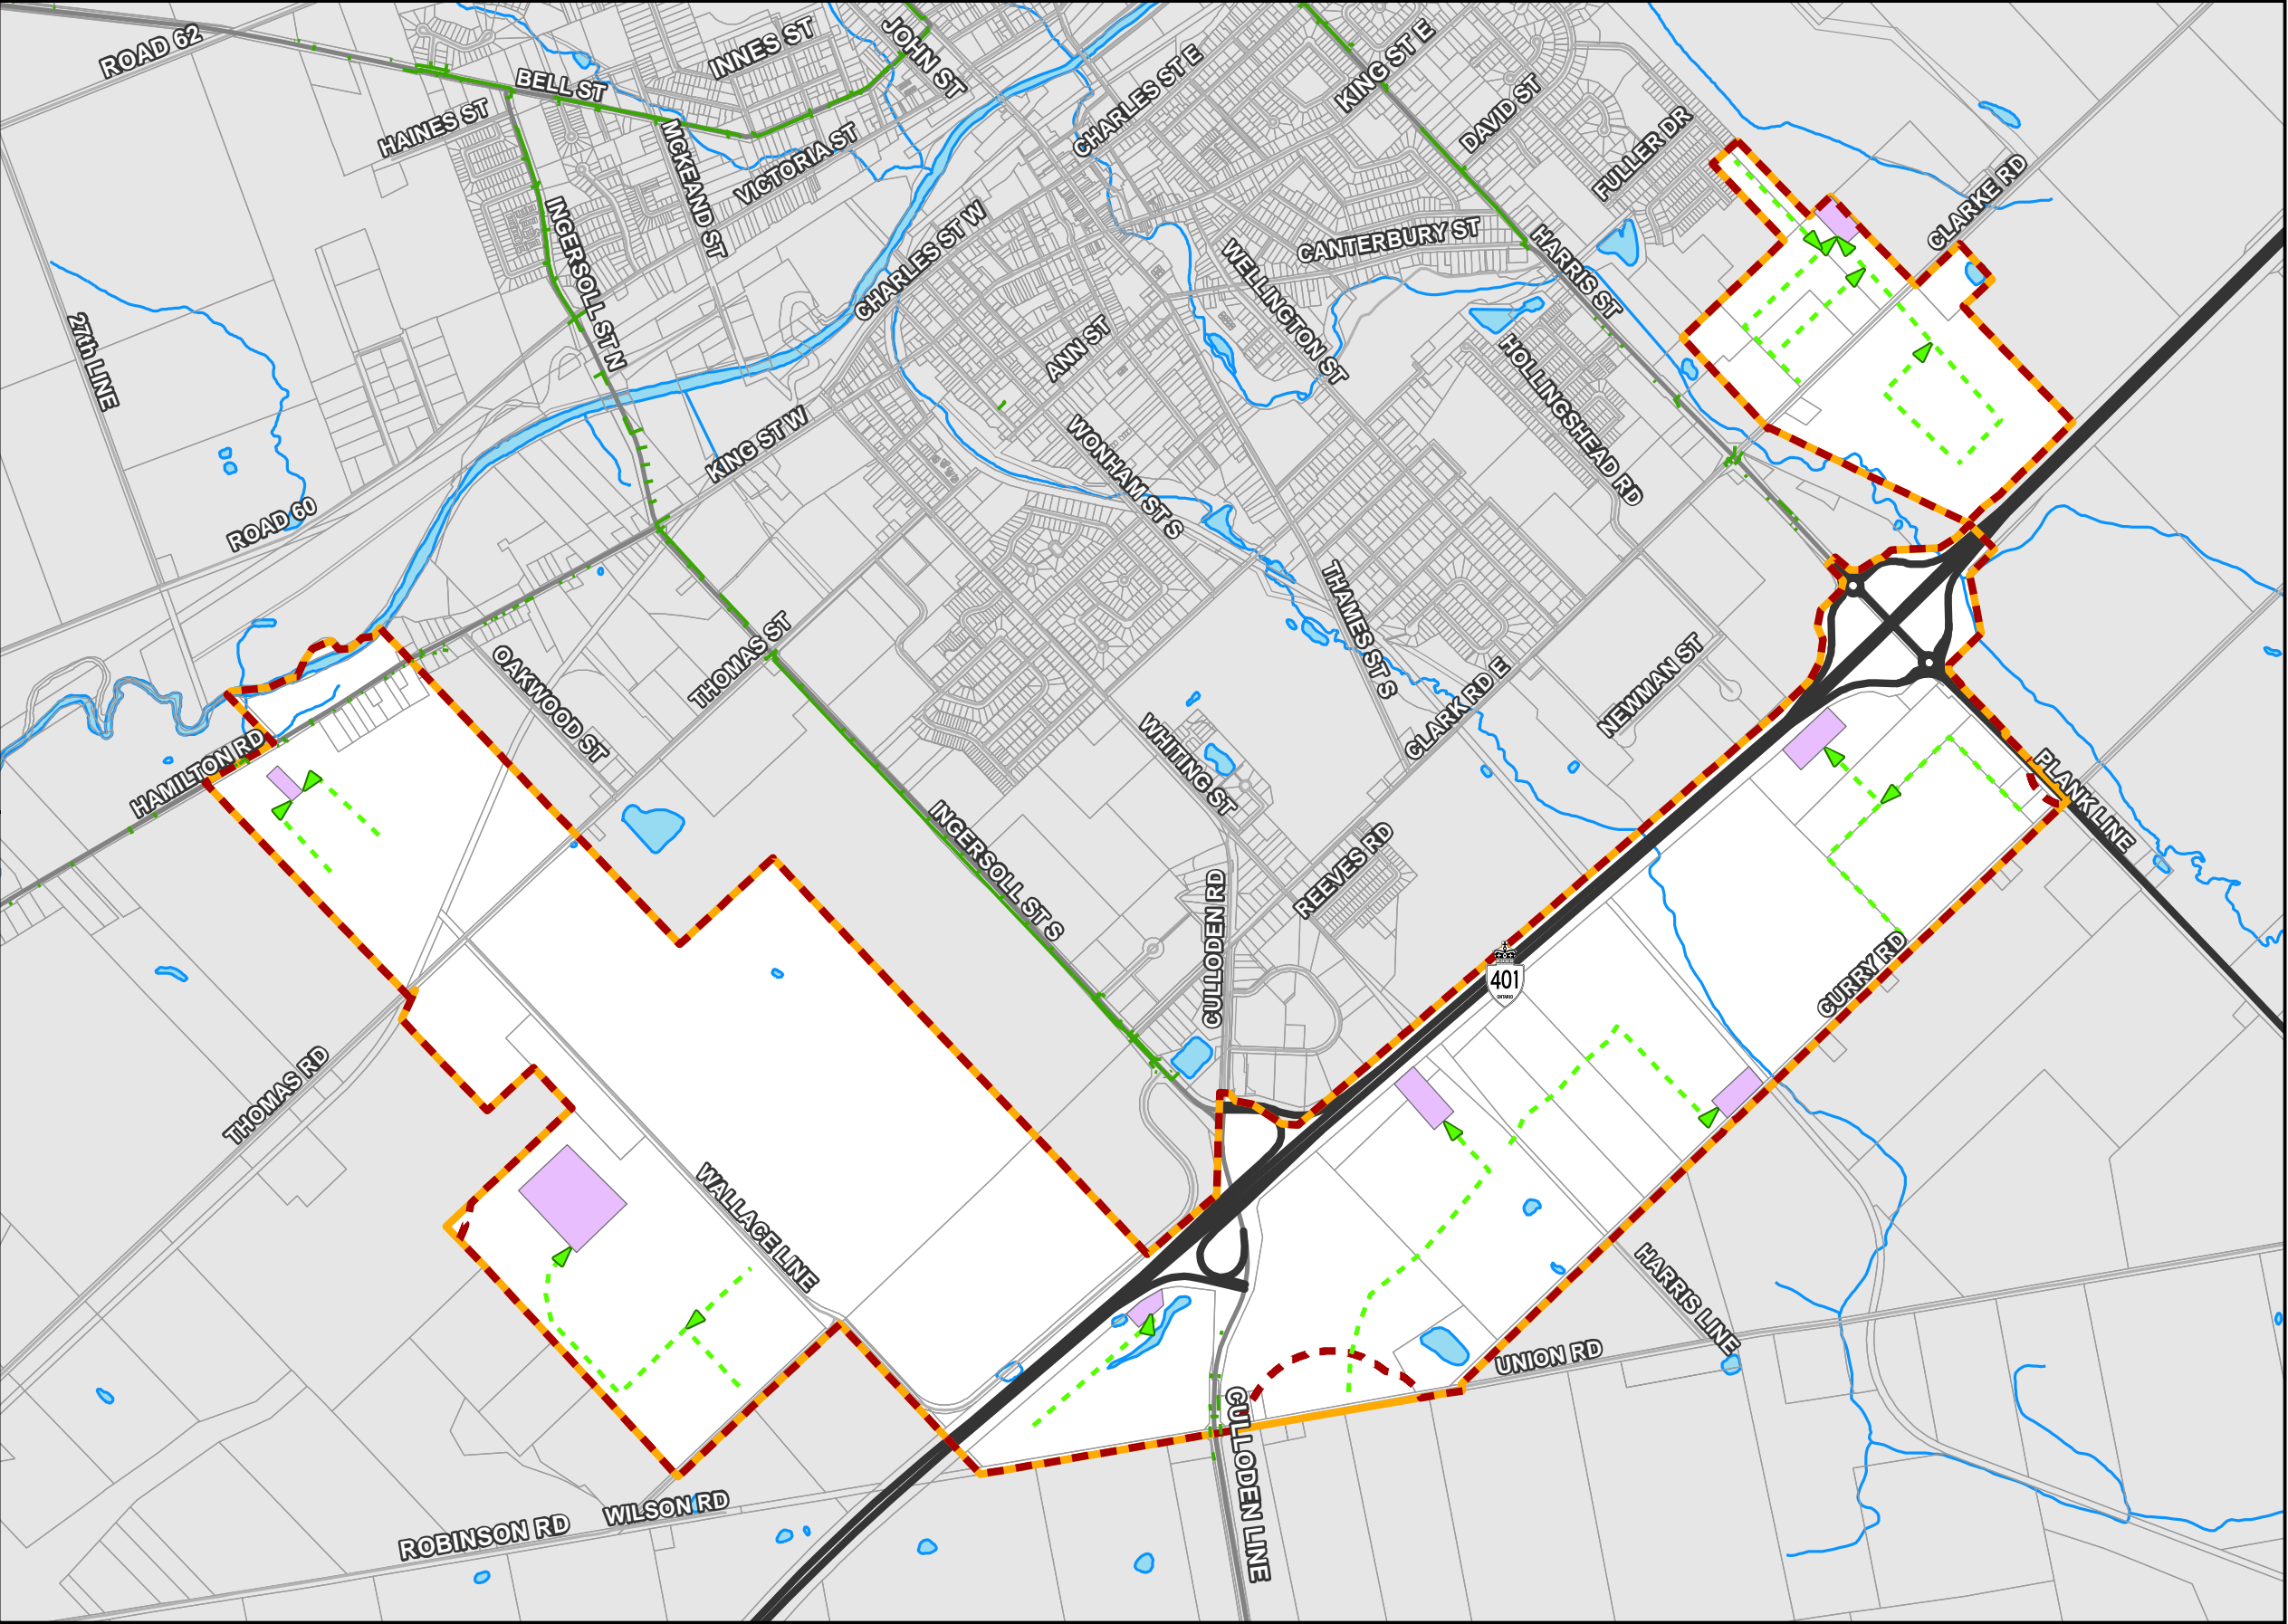 ROAD 62
BELL ST
INNES ST
JOHN ST
CHARLES ST E
KING ST E
DAVID ST
FULLER DR
CLARKE RD
HAINES ST
MCKEAND ST
VICTORIA ST
INGERSOLL ST N
CHARLES ST W
WELLINGTON ST
CANTERBURY ST
HARRIS ST
27th LINE
ANN ST
HOLLINGSHEAD RD
KING ST W
WONHAM ST S
ROAD 60
THAMES ST S
OAKWOOD ST
THOMAS ST
WHITING ST
CLARK RD E
NEWMAN ST
HAMILTON RD
PLANK LINE
INGERSOLL ST S
CULLODEN RD
REEVES RD
401
ONTARIO
CURRY RD
THOMAS RD
WALLACE LINE
HARRIS LINE
UNION RD
CULLODEN LINE
ROBINSON RD
WILSON RD